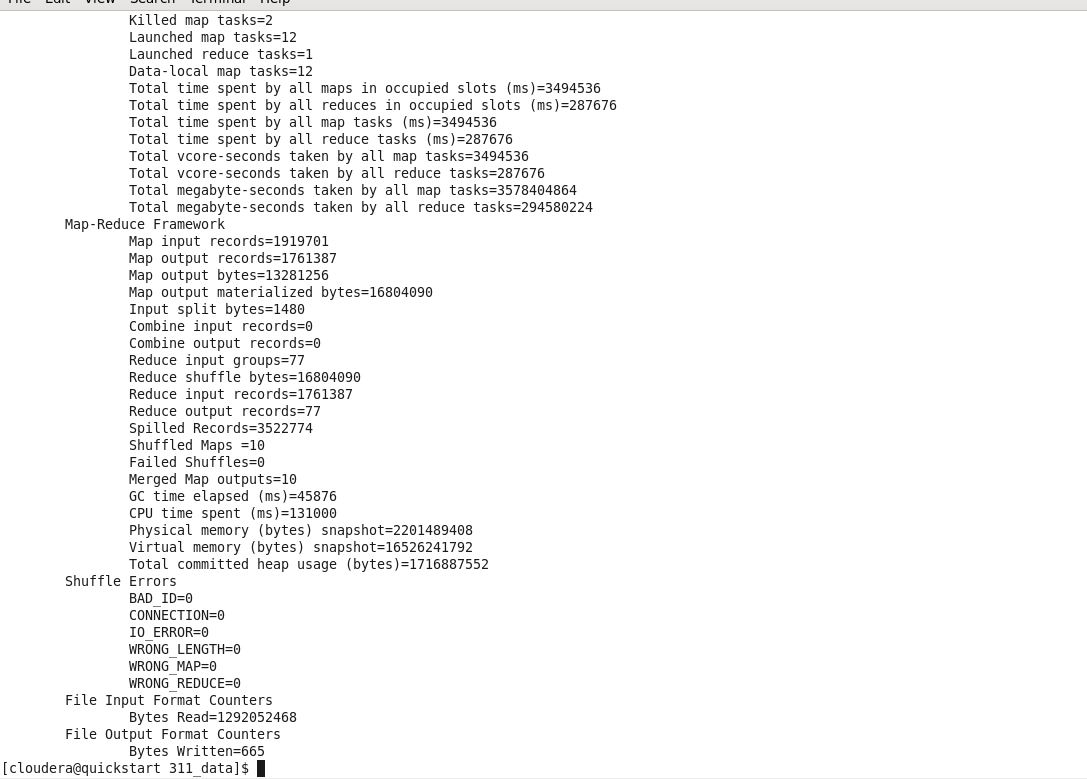 File Edit View Search Terminal Help
Killed map tasks=2
Launched map tasks=12
Launched reduce tasks=1
Data-local map tasks=12
Total time spent by all maps in occupied slots (ms)=3494536
Total time spent by all reduces in occupied slots (ms)=287676
Total time spent by all map tasks (ms)=3494536
Total time spent by all reduce tasks (ms)=287676
Total vcore-seconds taken by all map tasks=3494536
Total vcore-seconds taken by all reduce tasks=287676
Total megabyte-seconds taken by all map tasks=3578404864
Total megabyte-seconds taken by all reduce tasks=294580224
Map-Reduce Framework
Map input records=1919701
Map output records=1761387
Map output bytes=13281256
Map output materialized bytes=16804090
Input split bytes=1480
Combine input records=0
Combine output records=0
Reduce input groups=77
Reduce shuffle bytes=16804090
Reduce input records=1761387
Reduce output records=77
Spilled Records=3522774
Shuffled Maps =10
Failed Shuffles=0
Merged Map outputs=10
GC time elapsed (ms)=45876
CPU time spent (ms)=131000
Physical memory (bytes) snapshot=2201489408
Virtual memory (bytes) snapshot=16526241792
Total committed heap usage (bytes)=1716887552
Shuffle Errors
BAD_ID=0
CONNECTION=0
IO_ERROR=0
WRONG_LENGTH=0
WRONG_MAP=0
WRONG_REDUCE=0
File Input Format Counters
Bytes Read=1292052468
File Output Format Counters
Bytes Written=665
[cloudera@quickstart 311_data]$